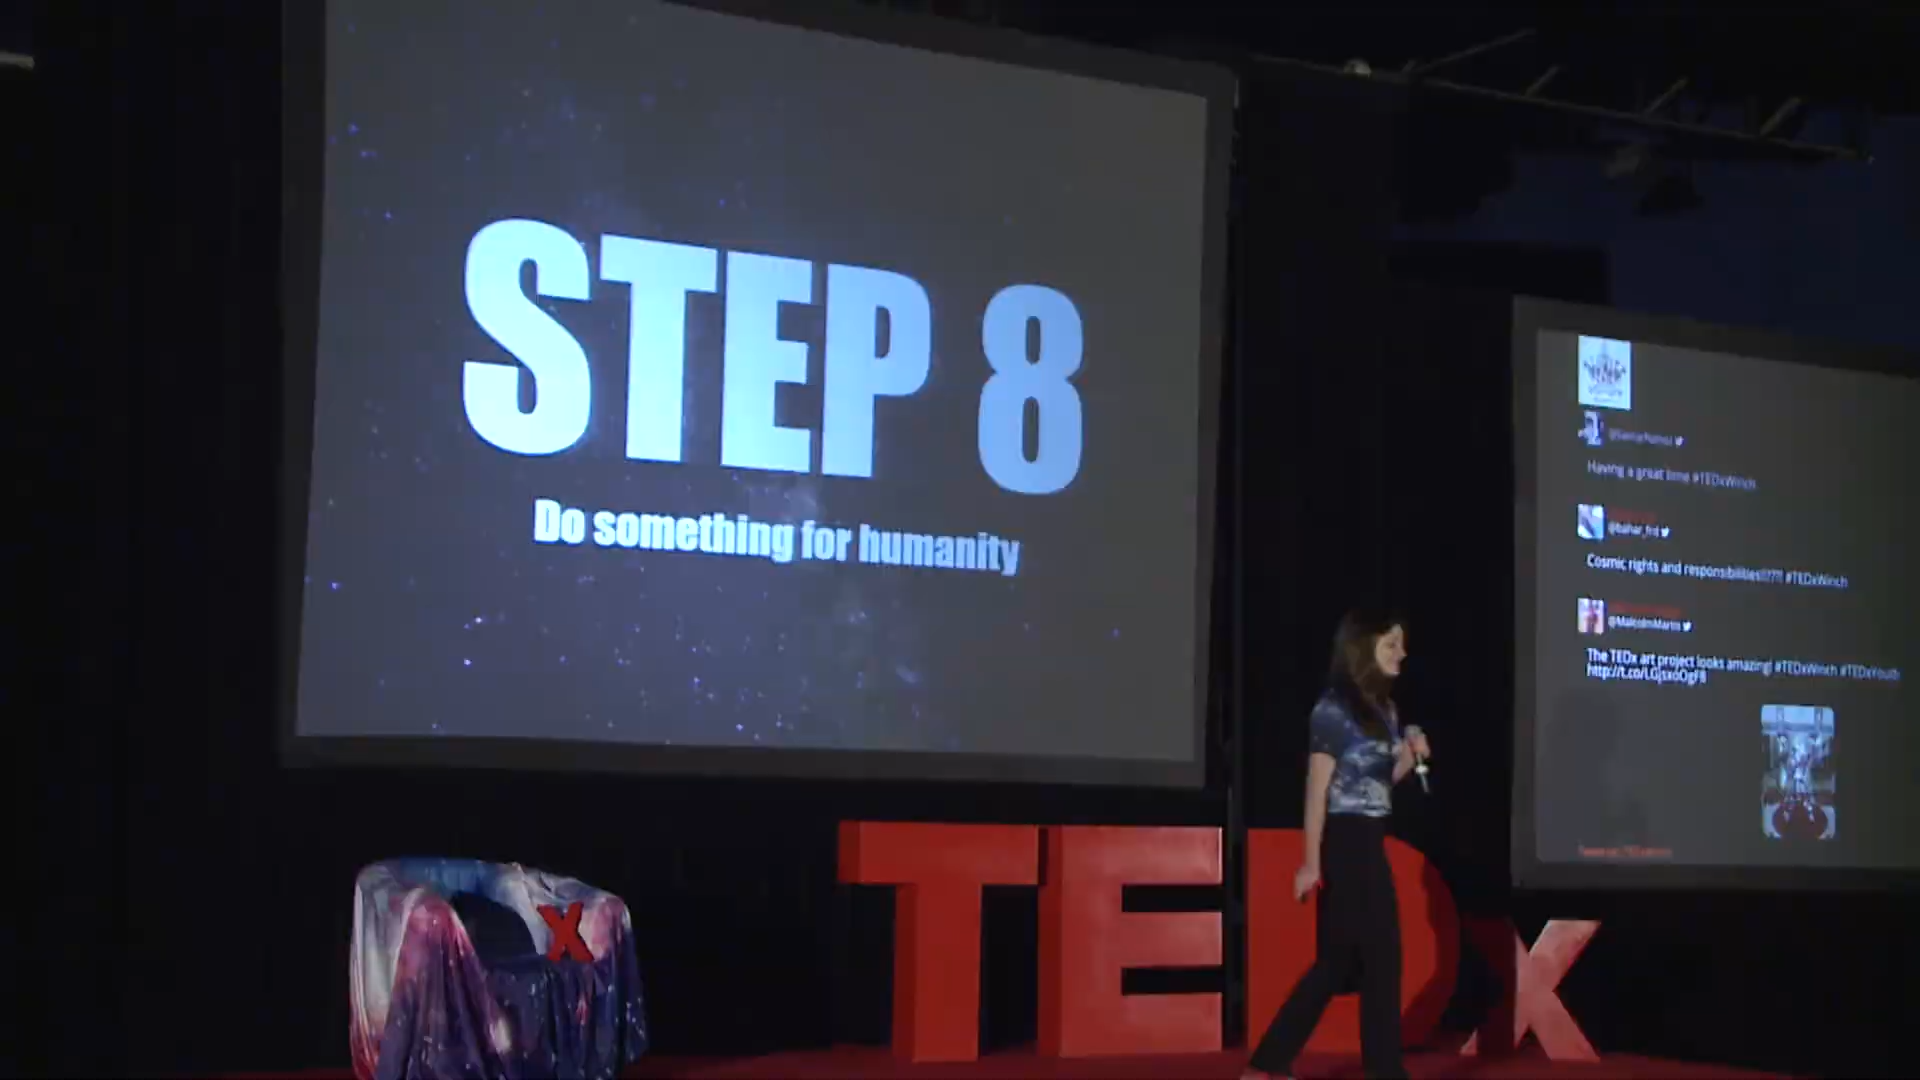 STEP 8
Do something for humanity
Having a great time #TEDxWinch
@bahar_frd
Cosmic rights and responsibilities!!??!! #TEDxWinch
@MalcolmMartin
The TEDx art project looks amazing! #TEDxWinch #TEDxYouth
x
TEDx